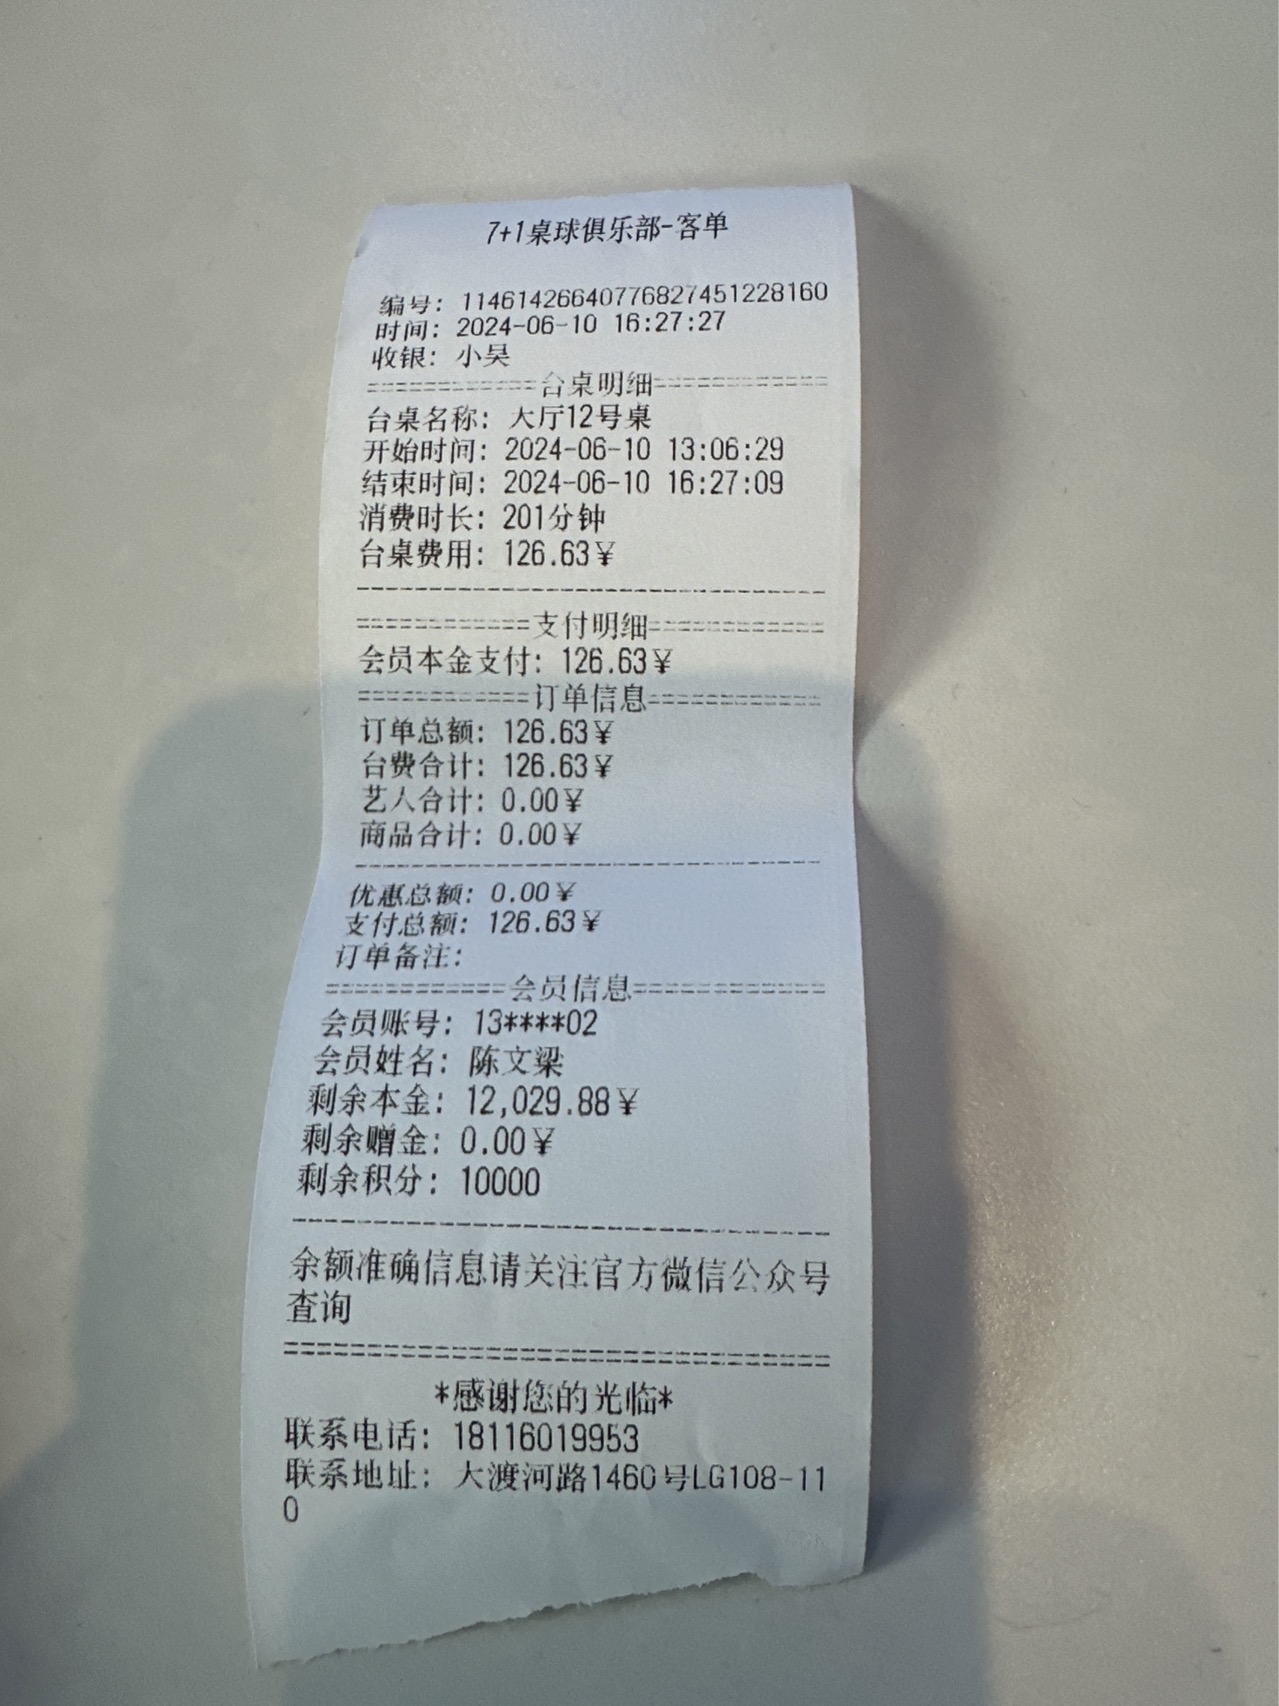 7+1桌球俱乐部-客单
编号: 1146142664077682745​1228160
时间: 2024-06-10 16:27:27
收银: 小吴
============台桌明细============
台桌名称: 大厅12号桌
开始时间: 2024-06-10 13:06:29
结束时间: 2024-06-10 16:27:09
消费时长: 201分钟
台桌费用: 126.63¥
--------------------------------
============支付明细============
会员本金支付: 126.63¥
============订单信息============
订单总额: 126.63¥
台费合计: 126.63¥
艺人合计: 0.00¥
商品合计: 0.00¥
--------------------------------
优惠总额: 0.00¥
支付总额: 126.63¥
订单备注:
============会员信息============
会员账号: 13****02
会员姓名: 陈文梁
剩余本金: 12,029.88¥
剩余赠金: 0.00¥
剩余积分: 10000
--------------------------------
余额准确信息请关注官方微信公众号
查询
================================
*感谢您的光临*
联系电话: 18116019953
联系地址: 大渡河路1460号LG108-11
0